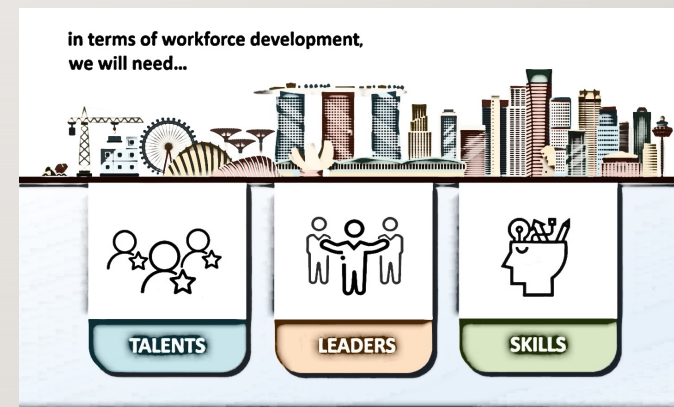 in terms of workforce development,
we will need...
TALENTS
LEADERS
SKILLS